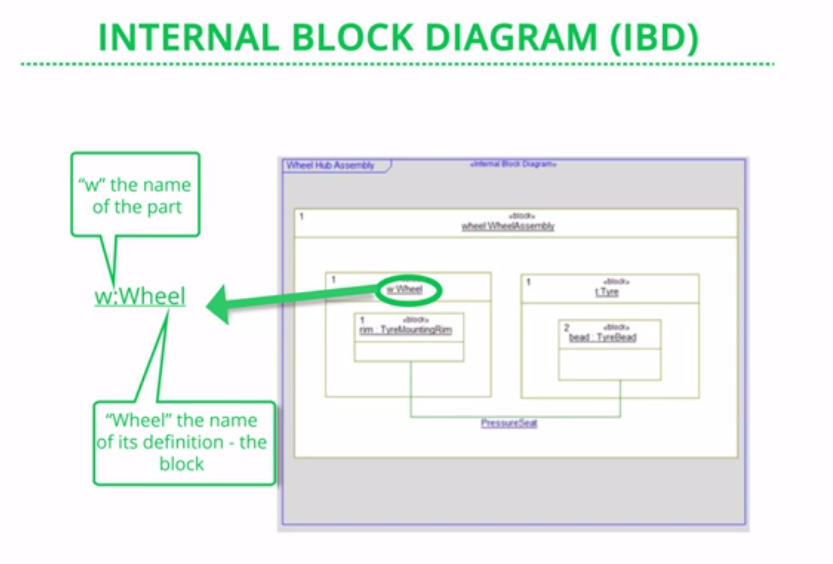 INTERNAL BLOCK DIAGRAM (IBD)
"w" the name
of the part
w:Wheel
"Wheel" the name
of its definition - the
block
Wheel Hub Assembly
«Internal Block Diagram»
1
«block»
wheel:WheelAssembly
1
w:Wheel
1
«block»
rim : TyreMountingRim
1
«block»
t:Tyre
2
«block»
bead : TyreBead
PressureSeat